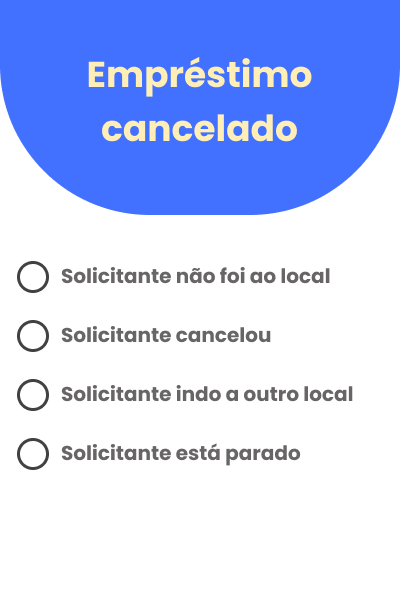 Empréstimo
cancelado
Solicitante não foi ao local
Solicitante cancelou
Solicitante indo a outro local
Solicitante está parado